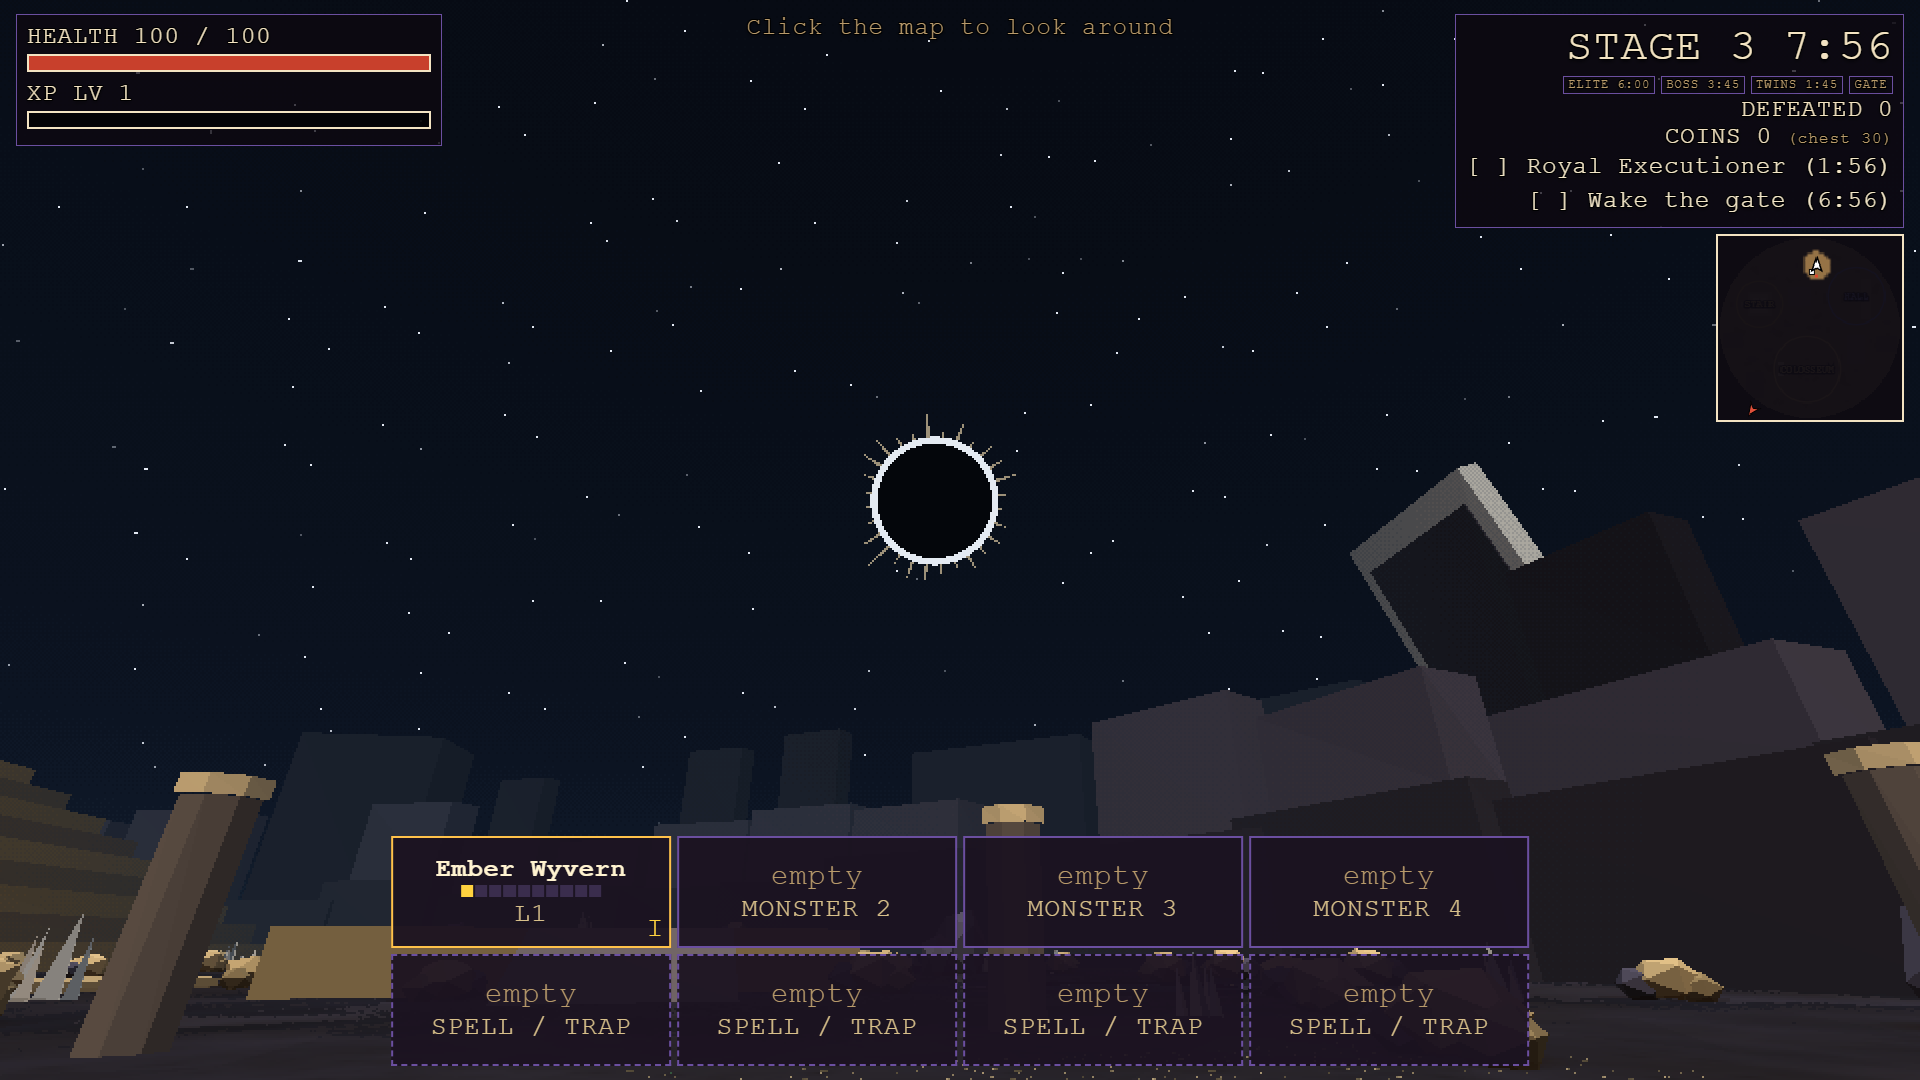 HEALTH 100 / 100
XP LV 1
Click the map to look around
STAGE 3 7:56
ELITE 6:00 BOSS 3:45 TWINS 1:45 GATE
DEFEATED 0
COINS 0 (chest 30)
[ ] Royal Executioner (1:56)
[ ] Wake the gate (6:56)
Ember Wyvern
L1
I
empty
MONSTER 2
empty
MONSTER 3
empty
MONSTER 4
empty
SPELL / TRAP
empty
SPELL / TRAP
empty
SPELL / TRAP
empty
SPELL / TRAP